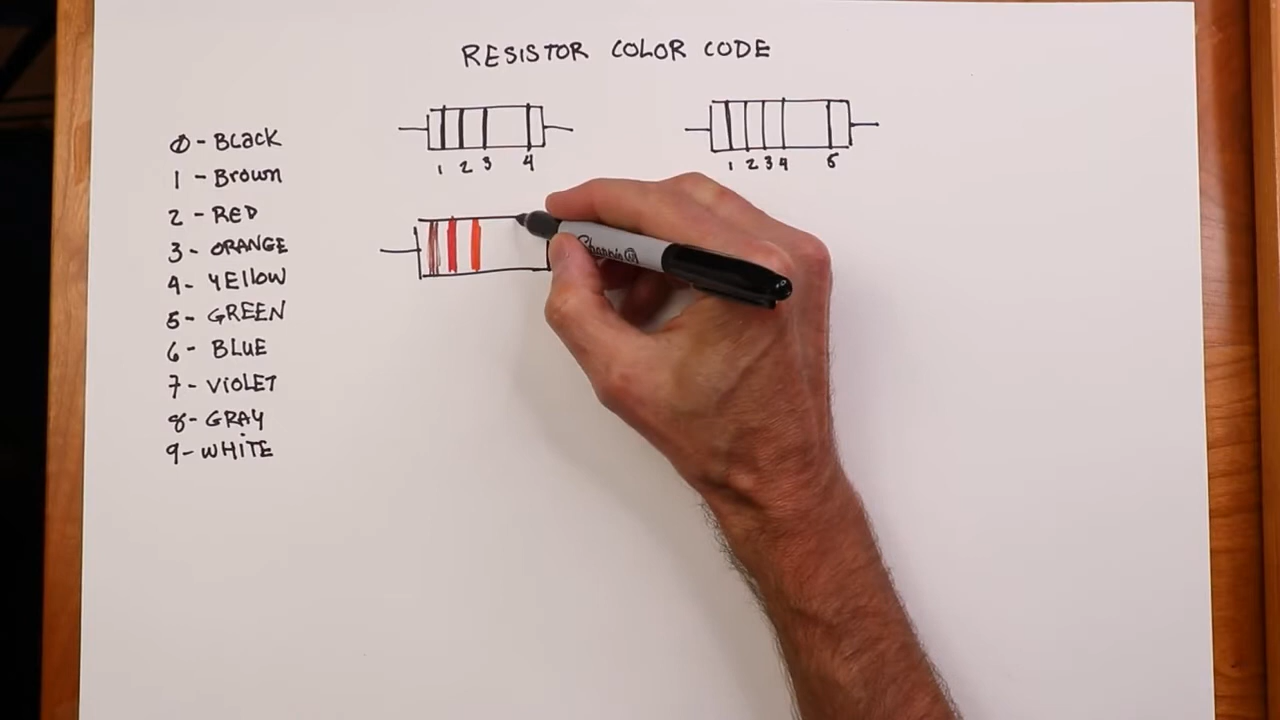 RESISTOR COLOR CODE
0 - BLACK
1 - Brown
2 - RED
3 - ORANGE
4 - YEllOW
5 - GREEN
6 - BLUE
7 - ViOLET
8 - GRAY
9 - WHiTE
1 2 3 4
1 2 3 4 5
Sharpie